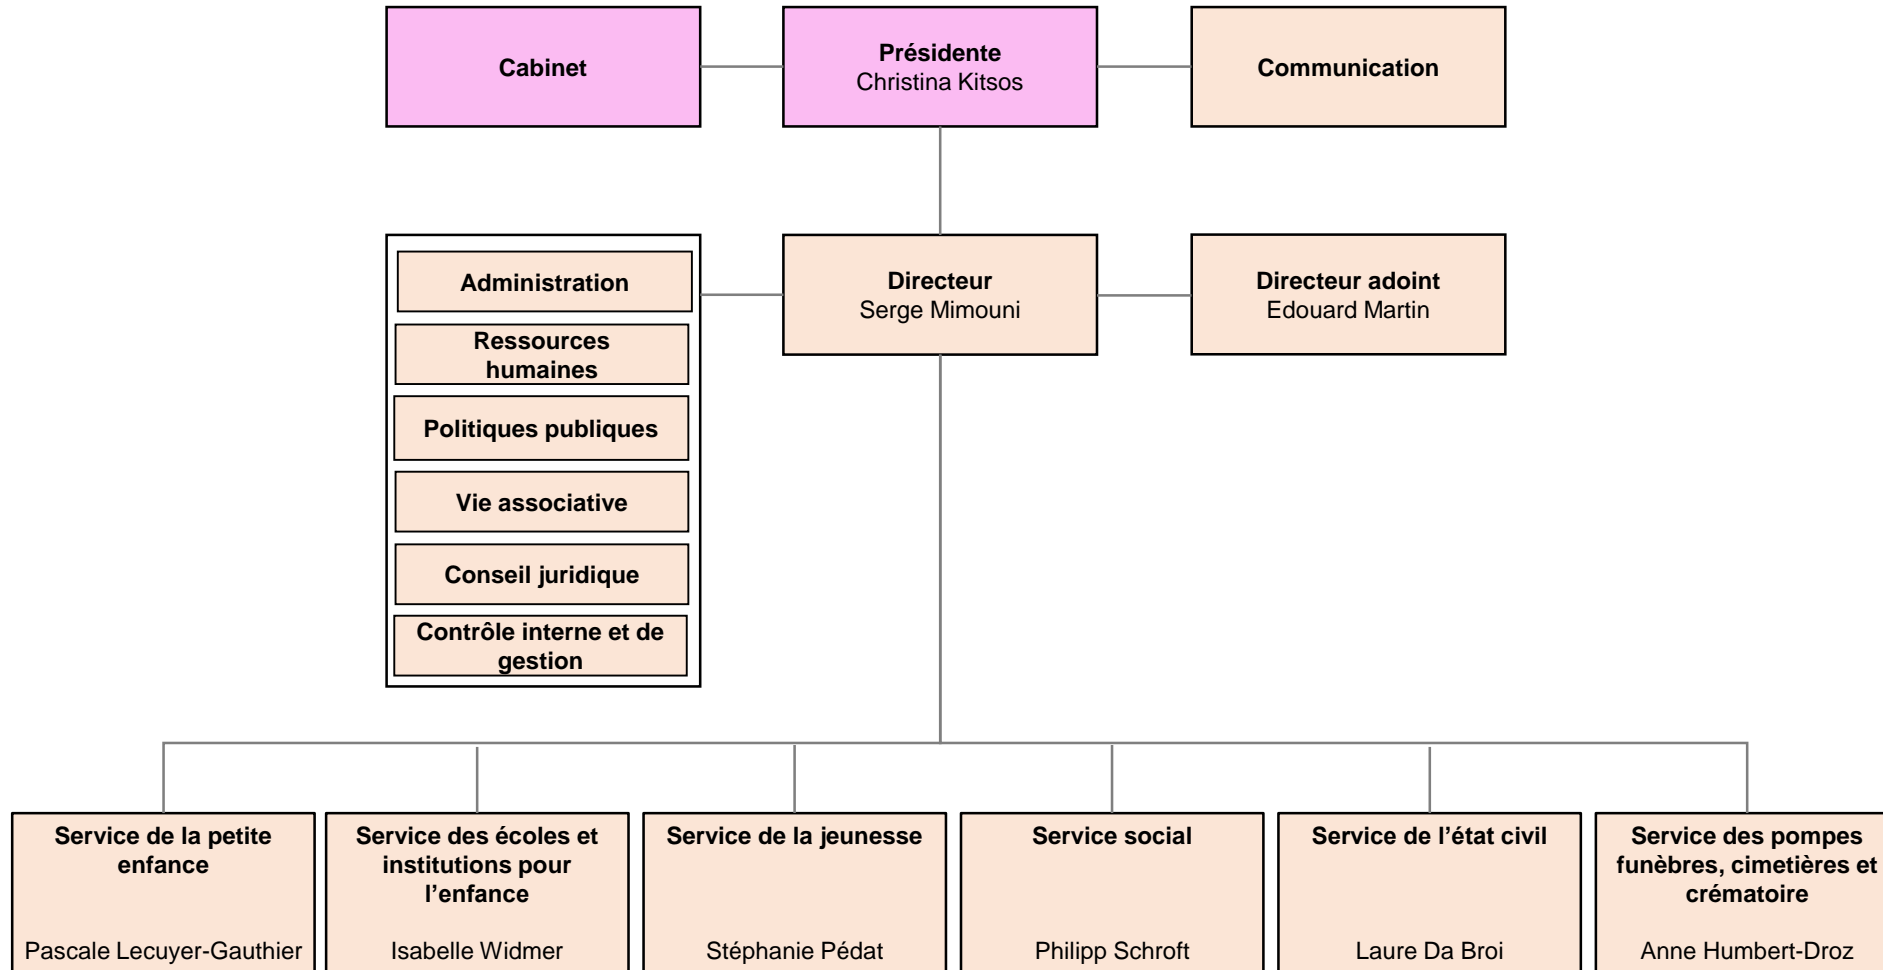 Cabinet
Présidente
Christina Kitsos
Communication
Administration
Ressources
humaines
Politiques publiques
Vie associative
Conseil juridique
Contrôle interne et de
gestion
Directeur
Serge Mimouni
Directeur adoint
Edouard Martin
Service de la petite
enfance
Pascale Lecuyer-Gauthier
Service des écoles et
institutions pour
l’enfance
Isabelle Widmer
Service de la jeunesse
Stéphanie Pédat
Service social
Philipp Schroft
Service de l’état civil
Laure Da Broi
Service des pompes
funèbres, cimetières et
crématoire
Anne Humbert-Droz